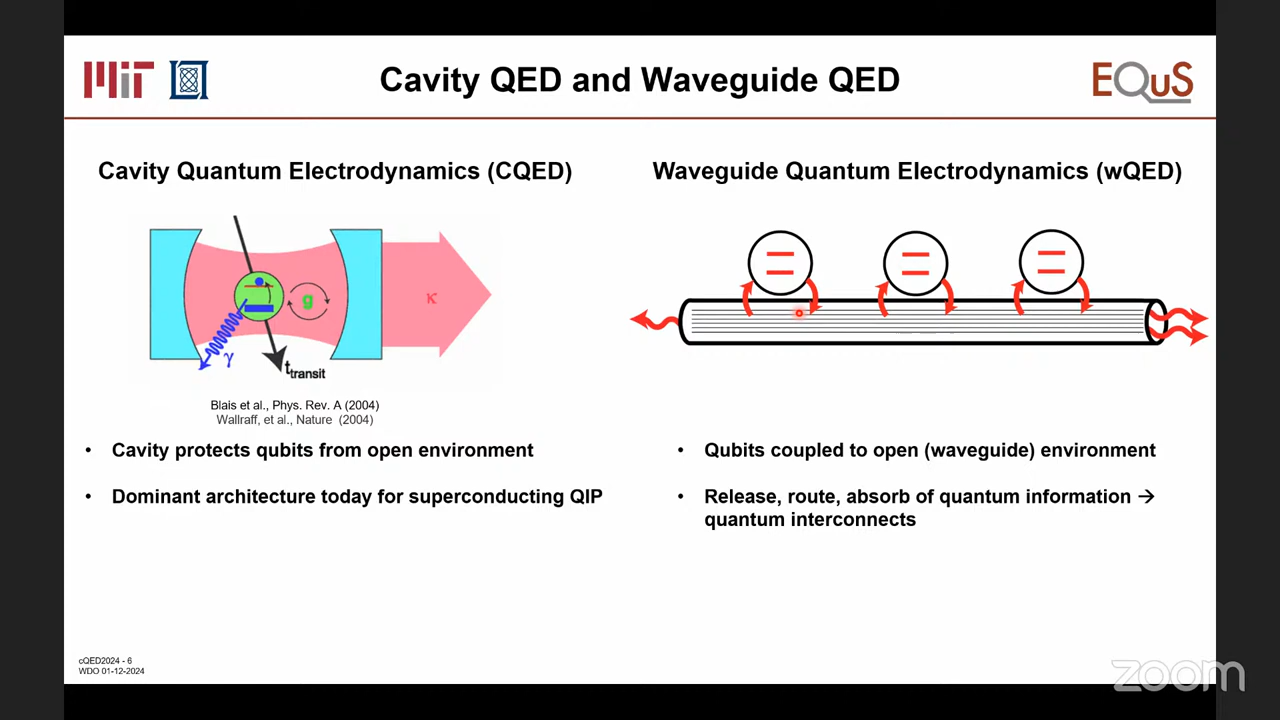 MIT
Cavity QED and Waveguide QED
EQuS
Cavity Quantum Electrodynamics (CQED)
g
κ
γ
t_transit
Blais et al., Phys. Rev. A (2004)
Wallraff, et al., Nature (2004)
• Cavity protects qubits from open environment
• Dominant architecture today for superconducting QIP
Waveguide Quantum Electrodynamics (wQED)
• Qubits coupled to open (waveguide) environment
• Release, route, absorb of quantum information →
quantum interconnects
cQED2024 - 6
WDO 01-12-2024
zoom